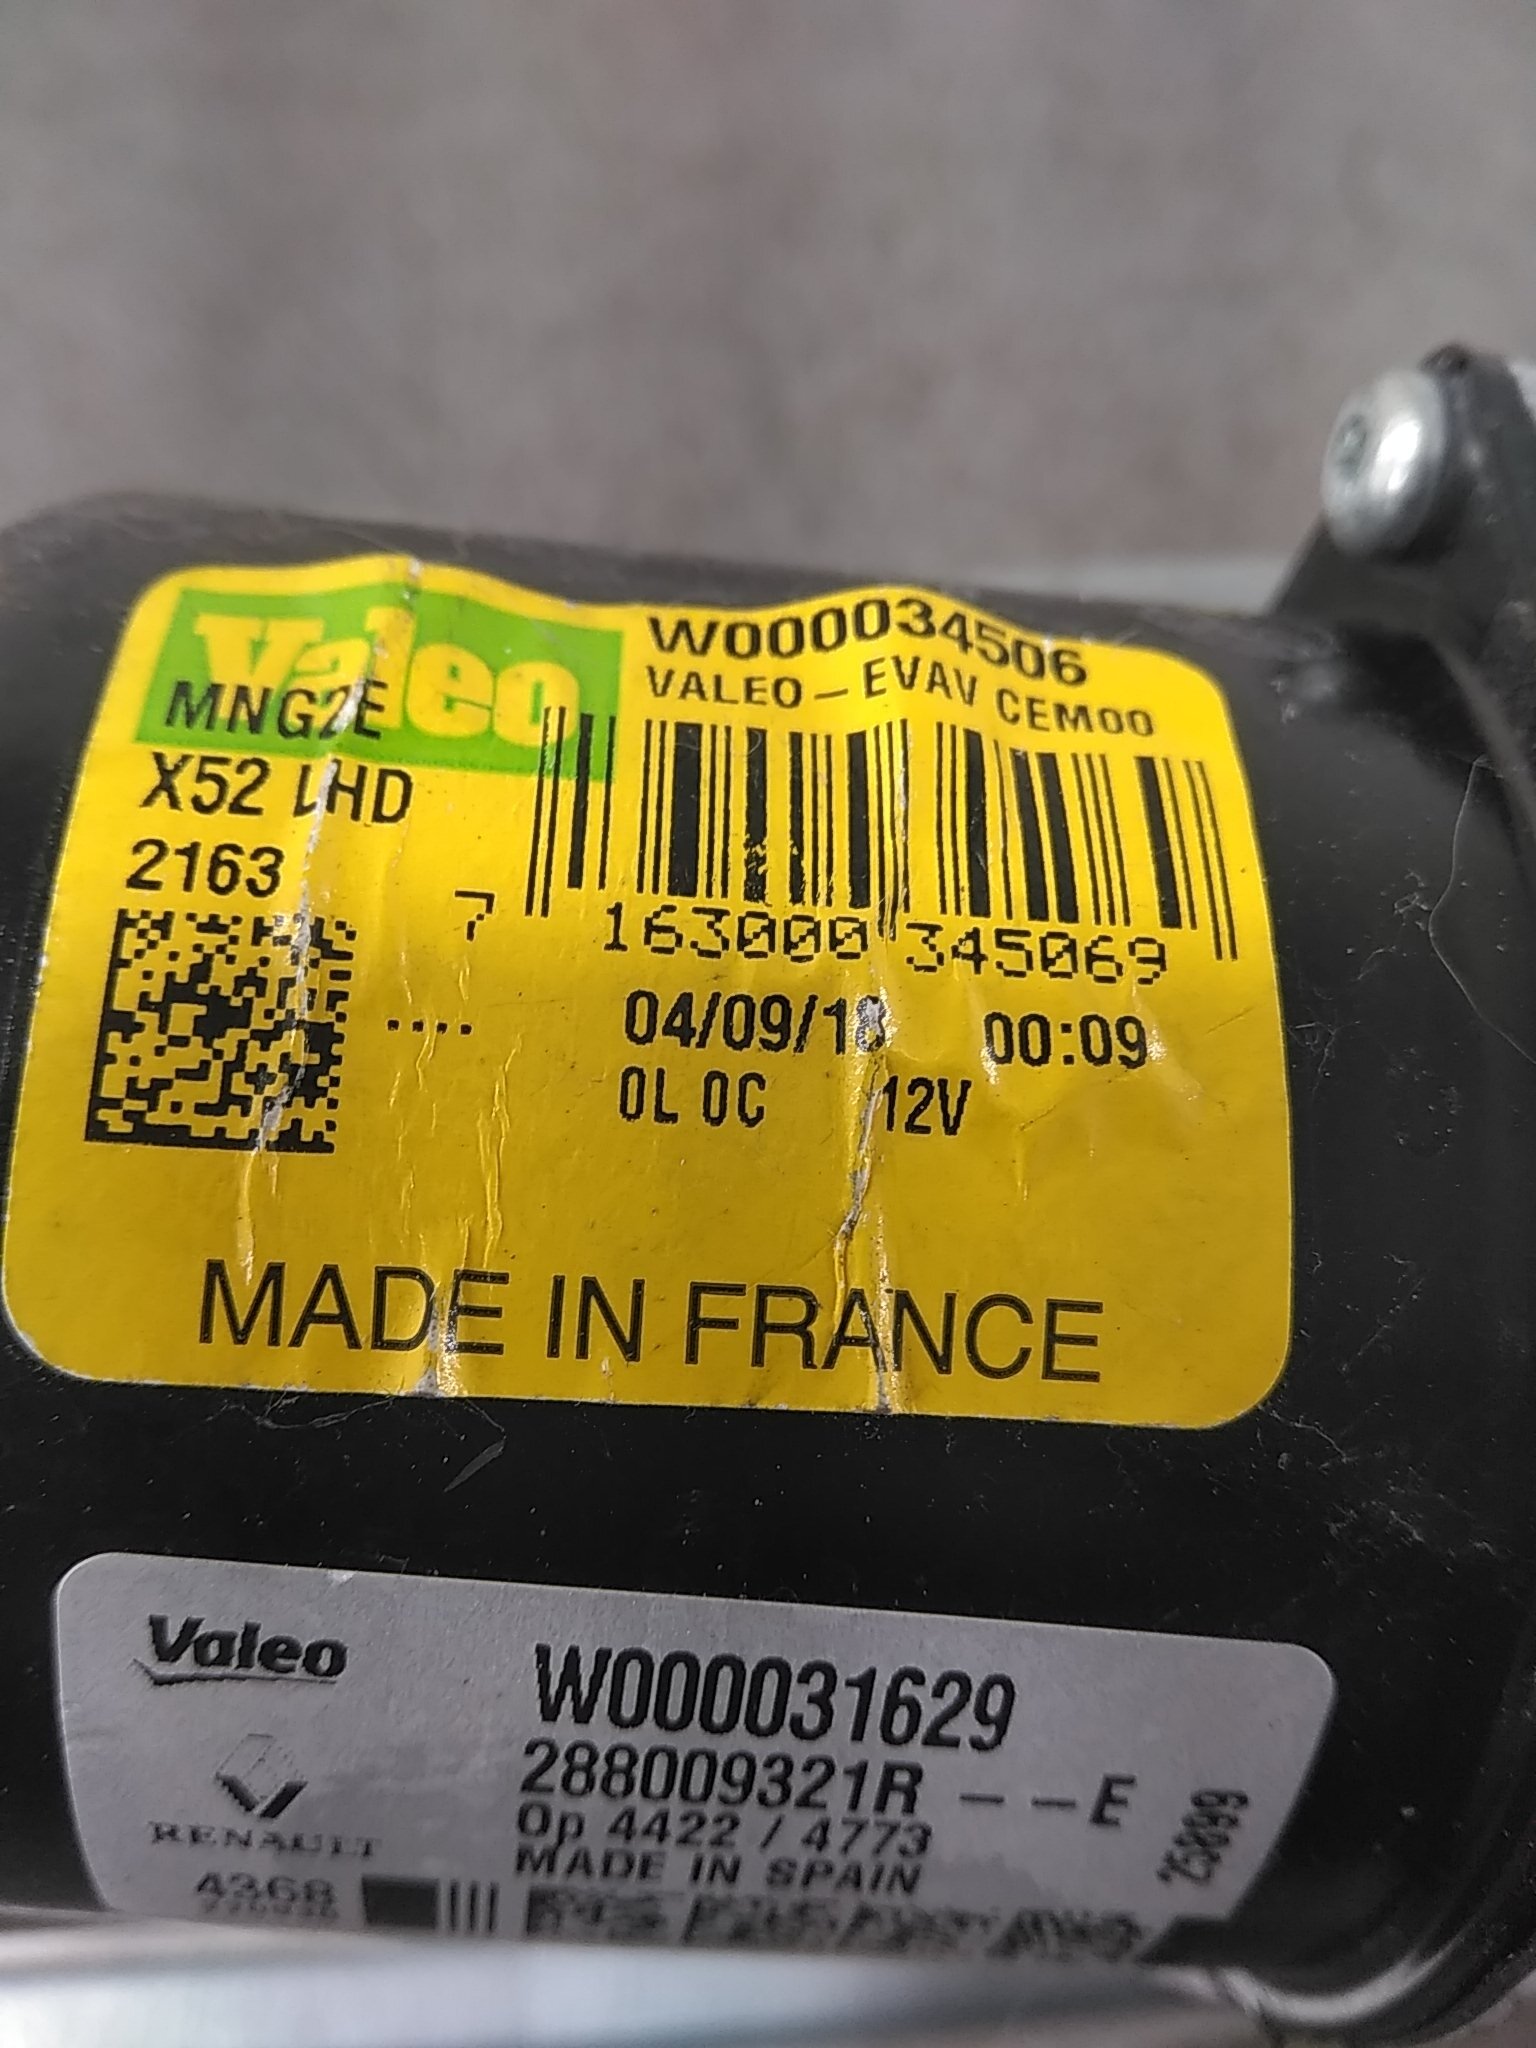 Valeo
W000034506
VALEO - EVAV CEM00
MNG2E
X52 LHD
2163
7 163000 345069
....
04/09/18 00:09
0L 0C 12V
MADE IN FRANCE
Valeo
W000031629
288009321R - - E
RENAULT
Op 4422 / 4773
MADE IN SPAIN
4368